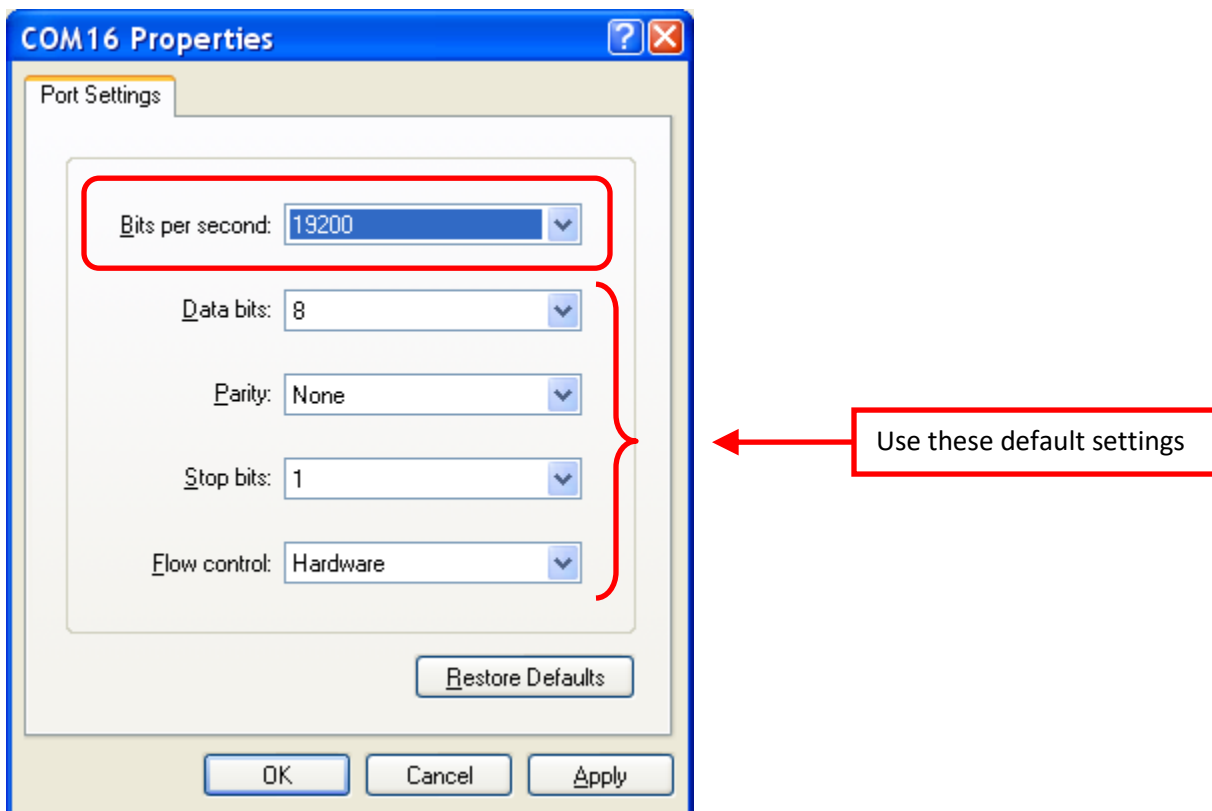 COM16 Properties
Port Settings
Bits per second: 19200
Data bits: 8
Parity: None
Stop bits: 1
Flow control: Hardware
Use these default settings
Restore Defaults
OK Cancel Apply